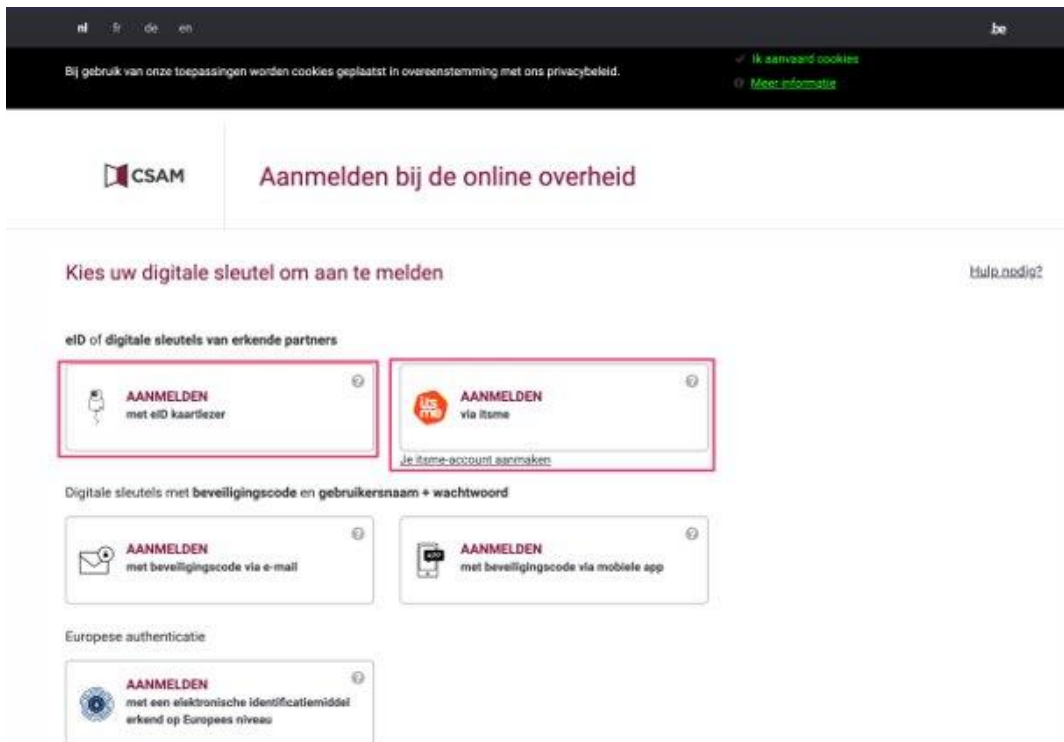 nl fr de en .be
Bij gebruik van onze toepassingen worden cookies geplaatst in overeenstemming met ons privacybeleid.
Ik aanvaard cookies
Meer informatie
CSAM
Aanmelden bij de online overheid
Kies uw digitale sleutel om aan te melden
Hulp nodig?
eID of digitale sleutels van erkende partners
AANMELDEN
met eID kaartlezer
its
me
AANMELDEN
via itsme
Je itsme-account aanmaken
Digitale sleutels met beveiligingscode en gebruikersnaam + wachtwoord
AANMELDEN
met beveiligingscode via e-mail
APP
AANMELDEN
met beveiligingscode via mobiele app
Europese authenticatie
AANMELDEN
met een elektronische identificatiemiddel
erkend op Europees niveau